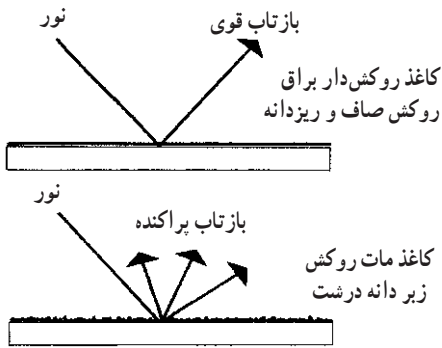 بازتاب قوی
نور
کاغذ روکش‌دار براق
روکش صاف و ریزدانه
نور
بازتاب پراکنده
کاغذ مات روکش
زبر دانه درشت